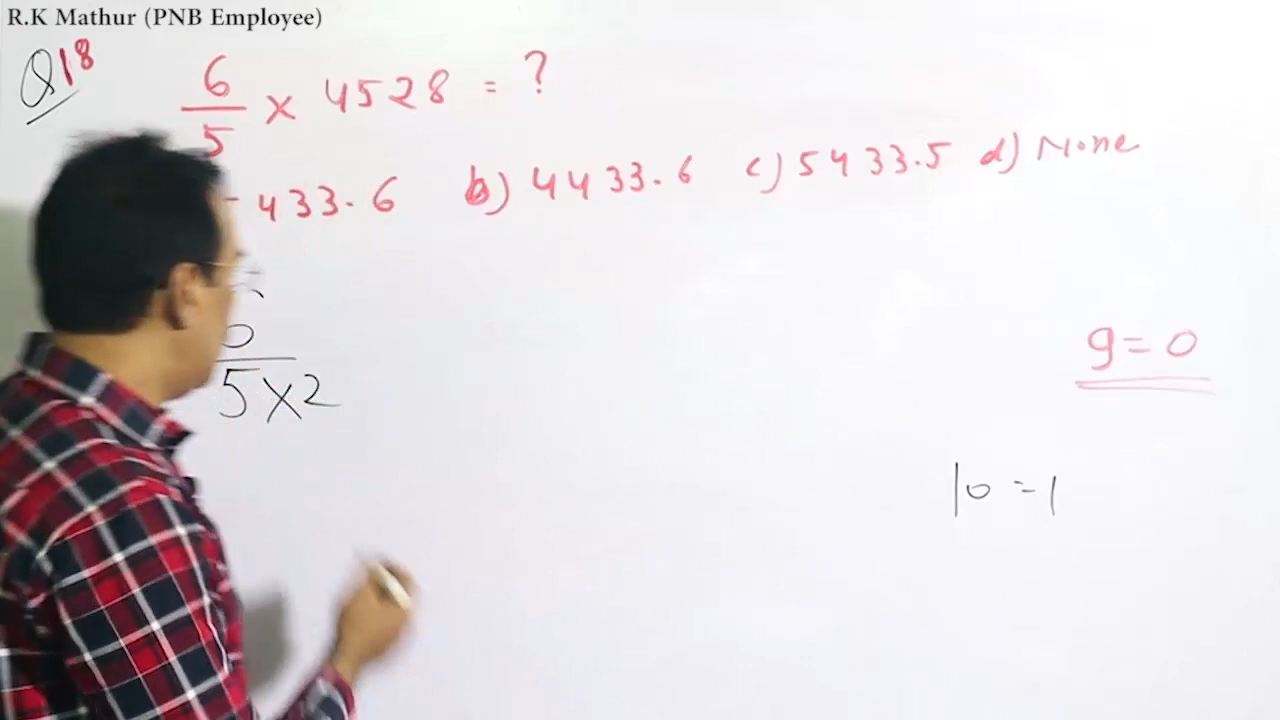 R.K Mathur (PNB Employee)
Q18
6/5 × 4528 = ?
433.6 b) 4433.6 c) 5433.5 d) None
5×2
9=0
10=1